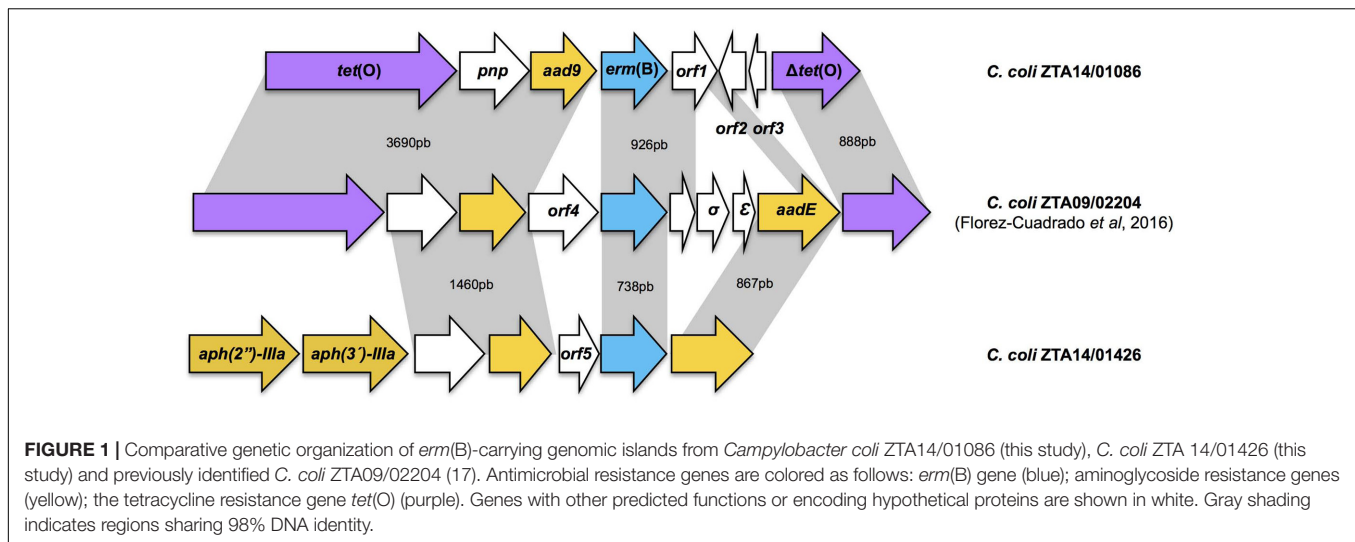 tet(O) pnp aad9 erm(B) orf1 Δtet(O) C. coli ZTA14/01086
orf2 orf3
3690pb 926pb 888pb
orf4 σ Ɛ aadE C. coli ZTA09/02204
(Florez-Cuadrado et al, 2016)
1460pb 738pb 867pb
aph(2”)-IIIa aph(3´)-IIIa orf5 C. coli ZTA14/01426
FIGURE 1 | Comparative genetic organization of erm(B)-carrying genomic islands from Campylobacter coli ZTA14/01086 (this study), C. coli ZTA 14/01426 (this
study) and previously identified C. coli ZTA09/02204 (17). Antimicrobial resistance genes are colored as follows: erm(B) gene (blue); aminoglycoside resistance genes
(yellow); the tetracycline resistance gene tet(O) (purple). Genes with other predicted functions or encoding hypothetical proteins are shown in white. Gray shading
indicates regions sharing 98% DNA identity.